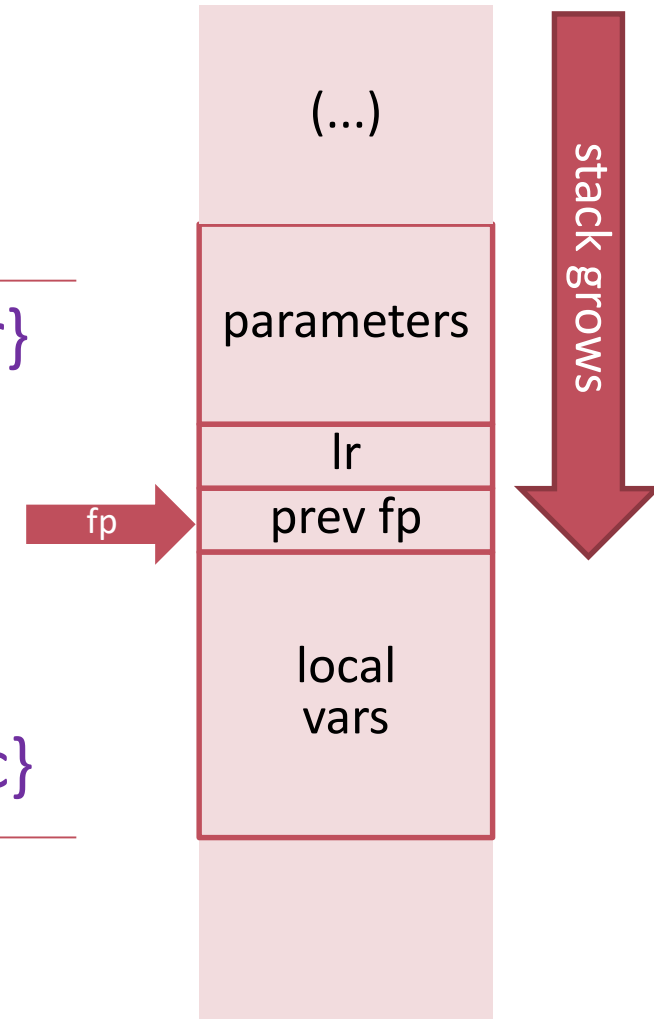 (...)
stack grows
parameters
r}
lr
prev fp
fp
local
vars
c}